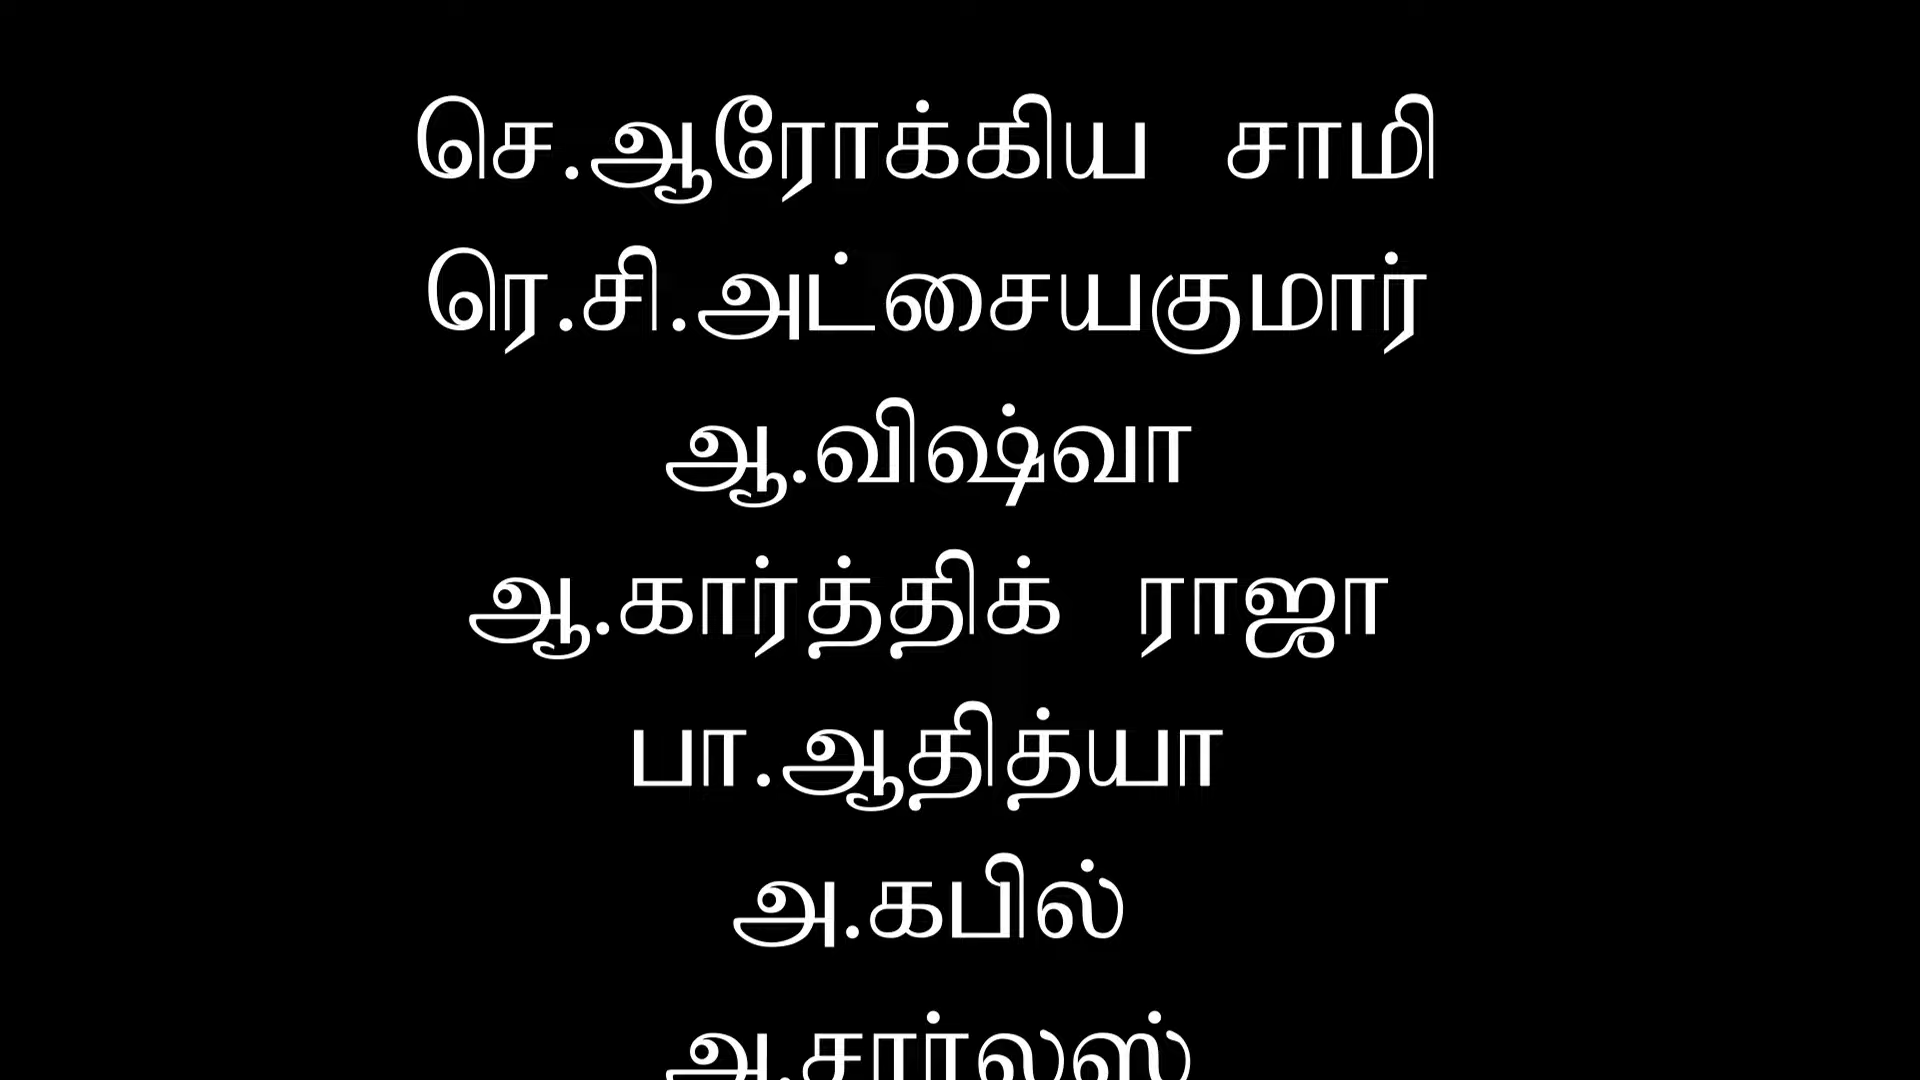 செ.ஆரோக்கிய சாமி
ரெ.சி.அட்சையகுமார்
ஆ.விஷ்வா
ஆ.கார்த்திக் ராஜா
பா.ஆதித்யா
அ.கபில்